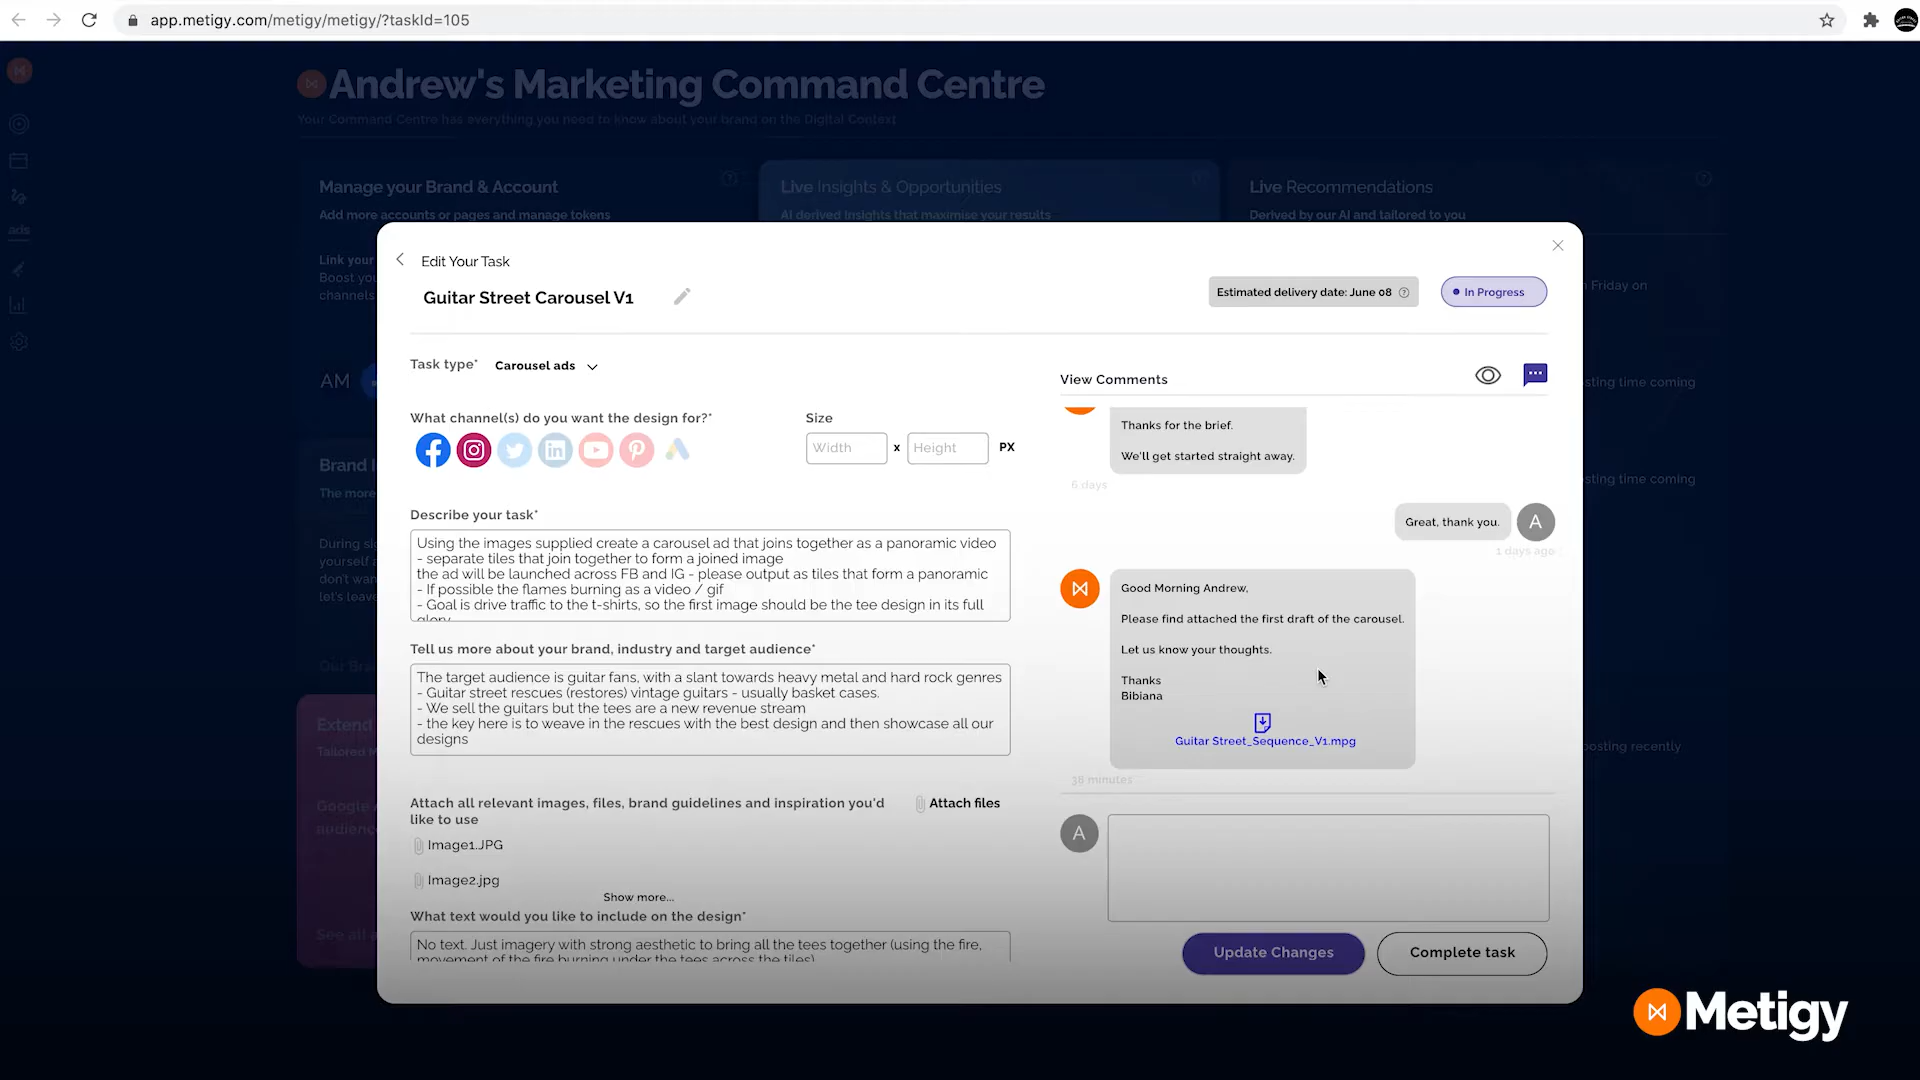 app.metigy.com/metigy/metigy/?taskId=105
Andrew's Marketing Command Centre
Your Command Centre has everything you need to know about your brand on the Digital Context
Manage your Brand & Account
Add more accounts or pages and manage tokens
Live Insights & Opportunities
AI derived Insights that maximise your results
Live Recommendations
Derived by our AI and tailored to you
ads
Link your
Boost you
channels
AM
Brand I
The more
During si
yourself a
don't wan
let's leave
Our Bra
Extend
Tailored M
Google A
audience
See all a
n Friday on
sting time coming
sting time coming
posting recently
Edit Your Task
Guitar Street Carousel V1
Estimated delivery date: June 08
In Progress
Task type*
Carousel ads
What channel(s) do you want the design for?*
Size
Width
x
Height
PX
Describe your task*
Using the images supplied create a carousel ad that joins together as a panoramic video
- separate tiles that join together to form a joined image
the ad will be launched across FB and IG - please output as tiles that form a panoramic
- If possible the flames burning as a video / gif
- Goal is drive traffic to the t-shirts, so the first image should be the tee design in its full
glory
Tell us more about your brand, industry and target audience*
The target audience is guitar fans, with a slant towards heavy metal and hard rock genres
- Guitar street rescues (restores) vintage guitars - usually basket cases.
- We sell the guitars but the tees are a new revenue stream
- the key here is to weave in the rescues with the best design and then showcase all our
designs
Attach all relevant images, files, brand guidelines and inspiration you'd
like to use
Attach files
Image1.JPG
Image2.jpg
Show more...
What text would you like to include on the design*
No text. Just imagery with strong aesthetic to bring all the tees together (using the fire,
movement of the fire burning under the tees across the tiles)
View Comments
Thanks for the brief.
We'll get started straight away.
6 days
Great, thank you.
A
1 days ago
Good Morning Andrew,
Please find attached the first draft of the carousel.
Let us know your thoughts.
Thanks
Bibiana
Guitar Street_Sequence_V1.mpg
38 minutes
A
Update Changes
Complete task
Metigy